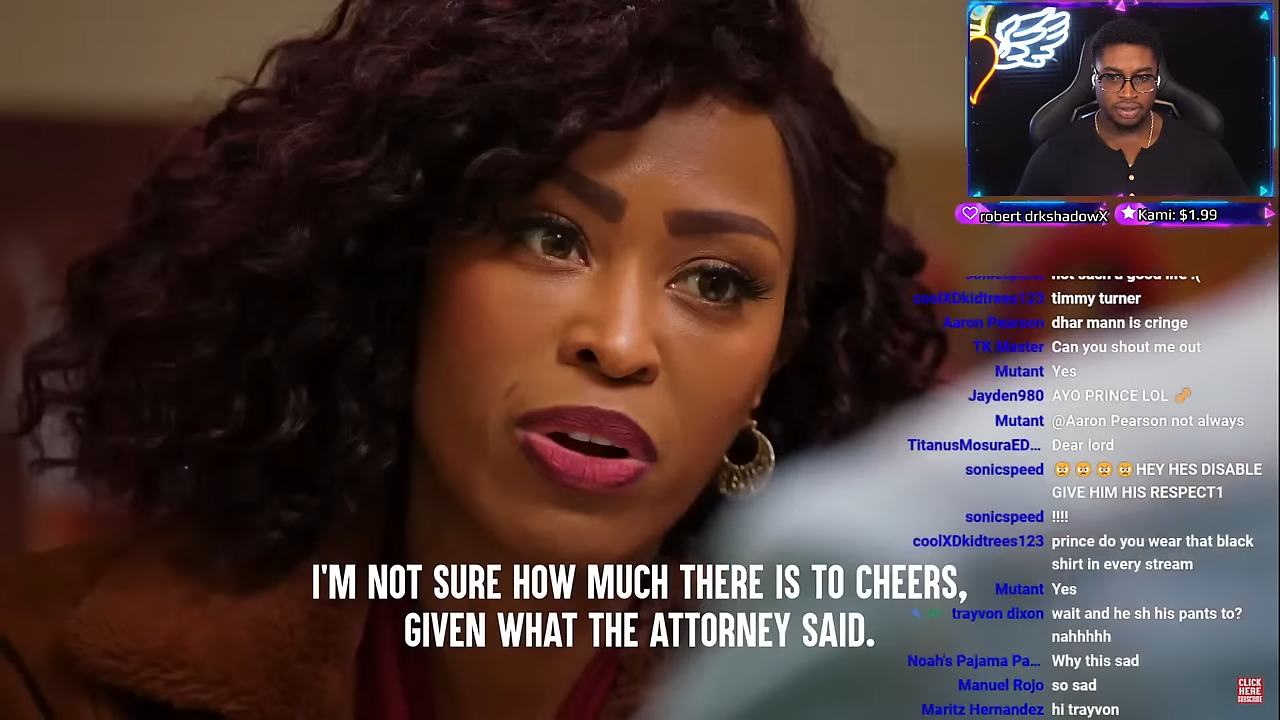 robert drkshadowX Kami: $1.99
sonicspeed not such a good life :(
coolXDkidtrees123 timmy turner
Aaron Pearson dhar mann is cringe
TK Master Can you shout me out
Mutant Yes
Jayden980 AYO PRINCE LOL
Mutant @Aaron Pearson not always
TitanusMosuraED... Dear lord
sonicspeed HEY HES DISABLE
GIVE HIM HIS RESPECT1
sonicspeed !!!!
coolXDkidtrees123 prince do you wear that black
shirt in every stream
Mutant Yes
trayvon dixon wait and he sh his pants to?
nahhhhh
Noah's Pajama Pa... Why this sad
Manuel Rojo so sad
Maritz Hernandez hi trayvon
I'M NOT SURE HOW MUCH THERE IS TO CHEERS,
GIVEN WHAT THE ATTORNEY SAID.
CLICK
HERE
SUBSCRIBE